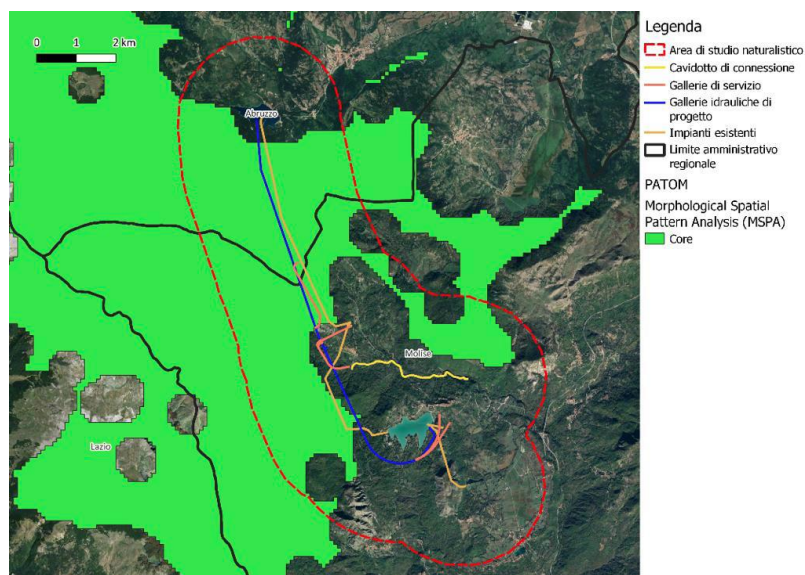 0 1 2 km
Abruzzo
Molise
Lazio
Legenda
Area di studio naturalistico
Cavidotto di connessione
Gallerie di servizio
Gallerie idrauliche di
progetto
Impianti esistenti
Limite amministrativo
regionale
PATOM
Morphological Spatial
Pattern Analysis (MSPA)
Core